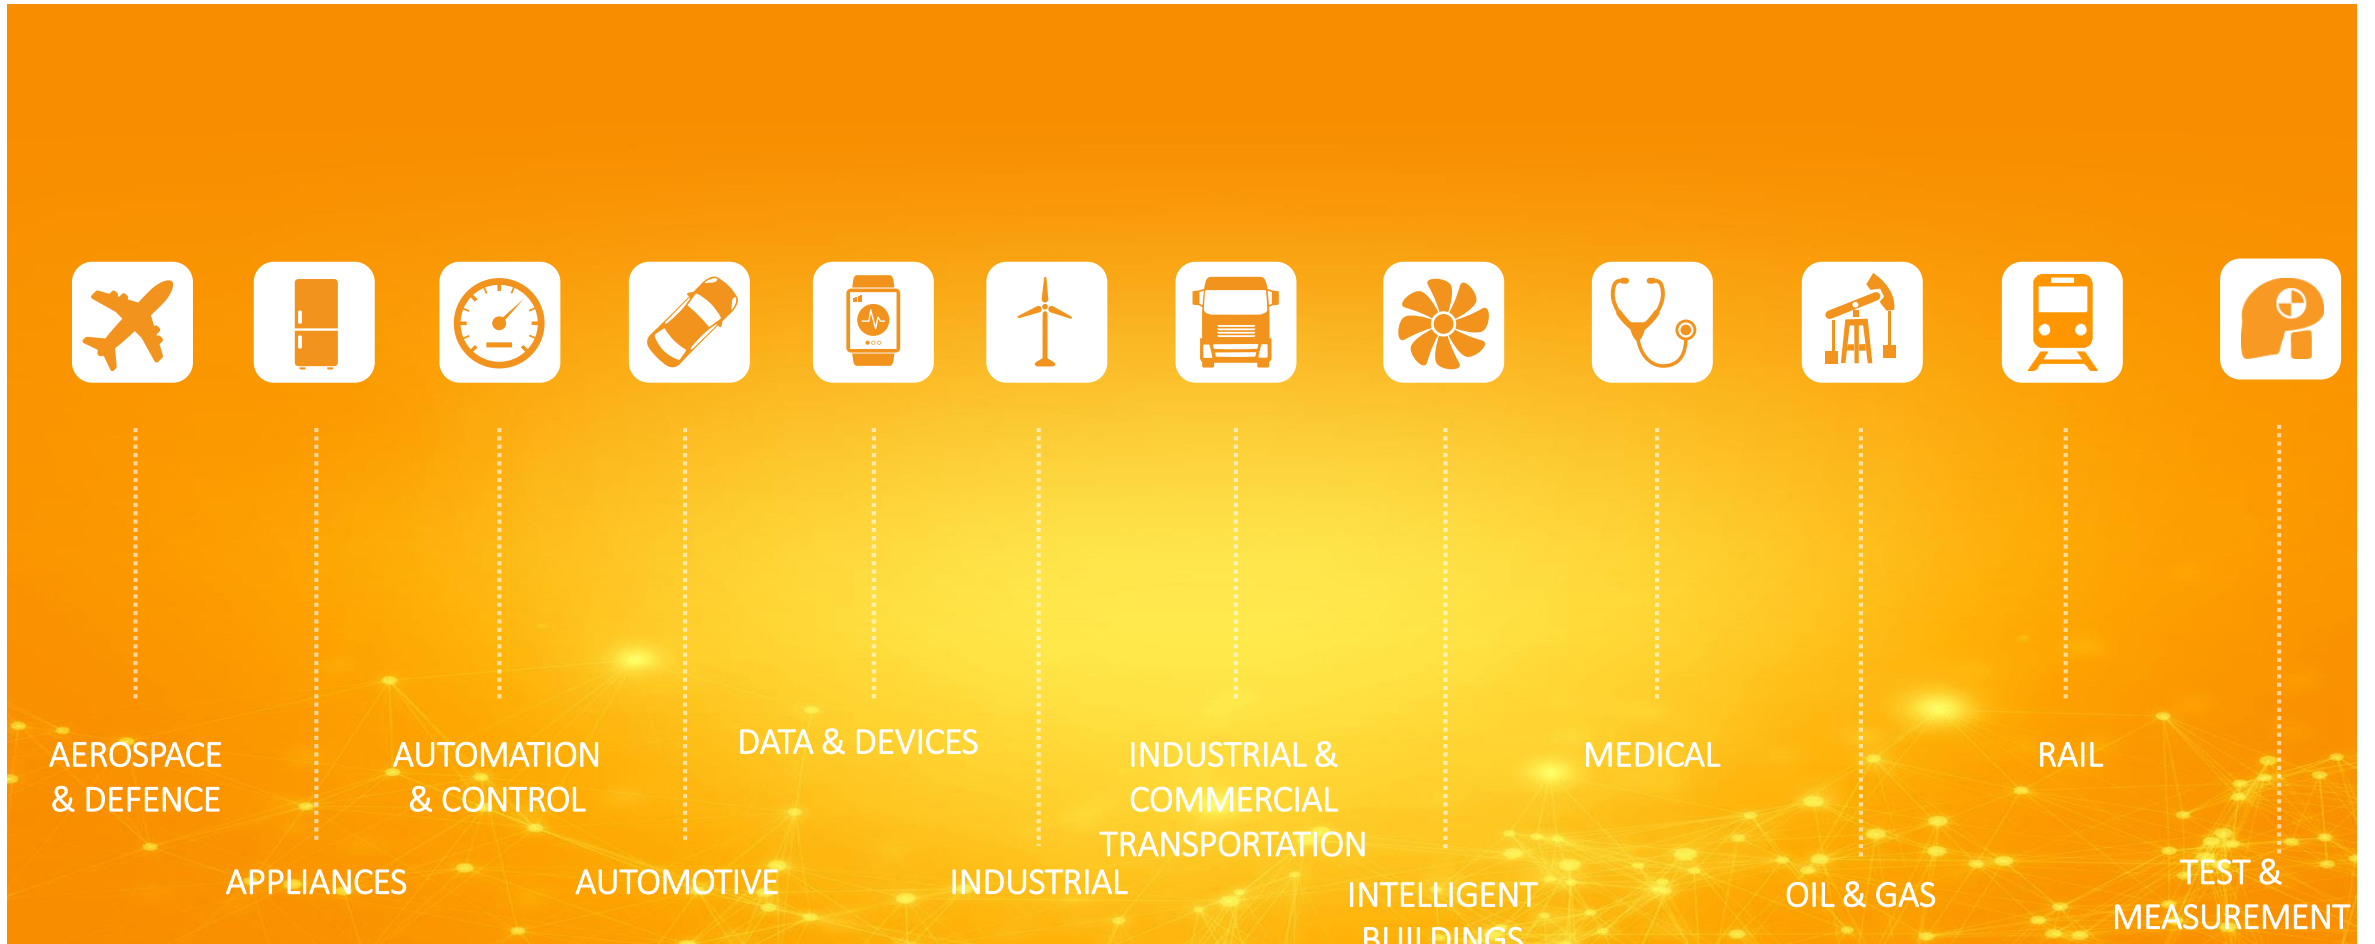 AEROSPACE
& DEFENCE
APPLIANCES
AUTOMATION
& CONTROL
AUTOMOTIVE
DATA & DEVICES
INDUSTRIAL
INDUSTRIAL &
COMMERCIAL
TRANSPORTATION
INTELLIGENT
BUILDINGS
MEDICAL
OIL & GAS
RAIL
TEST &
MEASUREMENT